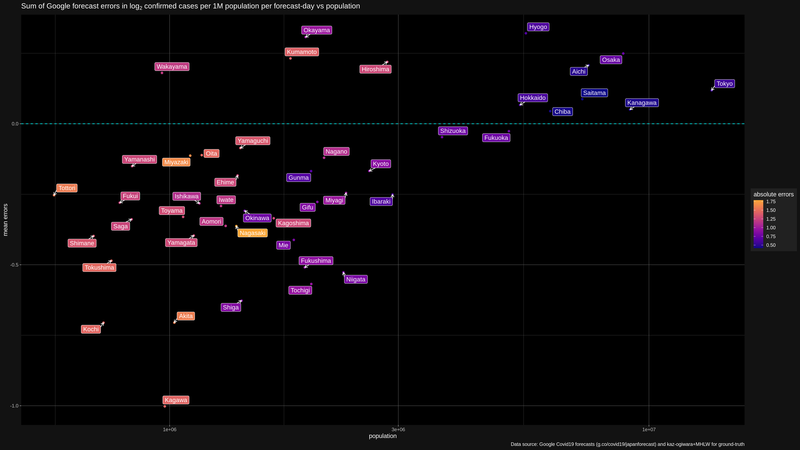 Sum of Google forecast errors in log2 confirmed cases per 1M population per forecast-day vs population
Okayama
Hyogo
Kumamoto
Osaka
Wakayama
Hiroshima
Aichi
Tokyo
Saitama
Hokkaido
Kanagawa
Chiba
0.0
Shizuoka
Fukuoka
Yamaguchi
Oita
Nagano
Yamanashi
Miyazaki
Kyoto
Gunma
Ehime
Tottori
Fukui
Ishikawa
Iwate
Miyagi
Ibaraki
Gifu
Toyama
Okinawa
Aomori
Kagoshima
Saga
Nagasaki
Shimane
Yamagata
Mie
Fukushima
Tokushima
-0.5
Niigata
Tochigi
Shiga
Akita
Kochi
Kagawa
-1.0
mean errors
1e+06
3e+06
1e+07
population
absolute errors
1.75
1.50
1.25
1.00
0.75
0.50
Data source: Google Covid19 forecasts (g.co/covid19/japanforecast) and kaz-ogiwara+MHLW for ground-truth